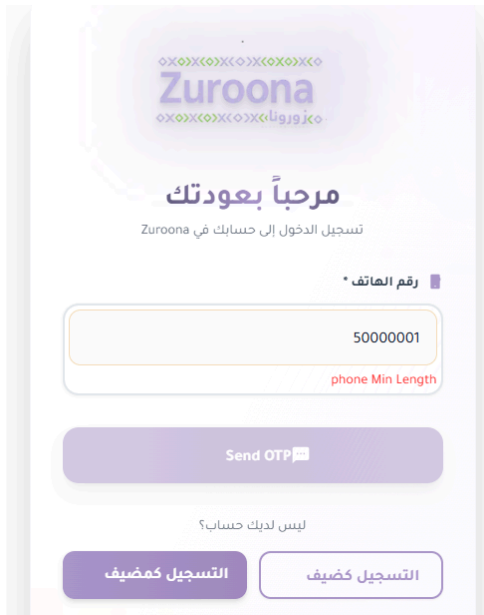 Zuroona
زورونا
مرحباً بعودتك
تسجيل الدخول إلى حسابك في Zuroona
رقم الهاتف *
50000001
phone Min Length
Send OTP
ليس لديك حساب؟
التسجيل كضيف
التسجيل كمضيف